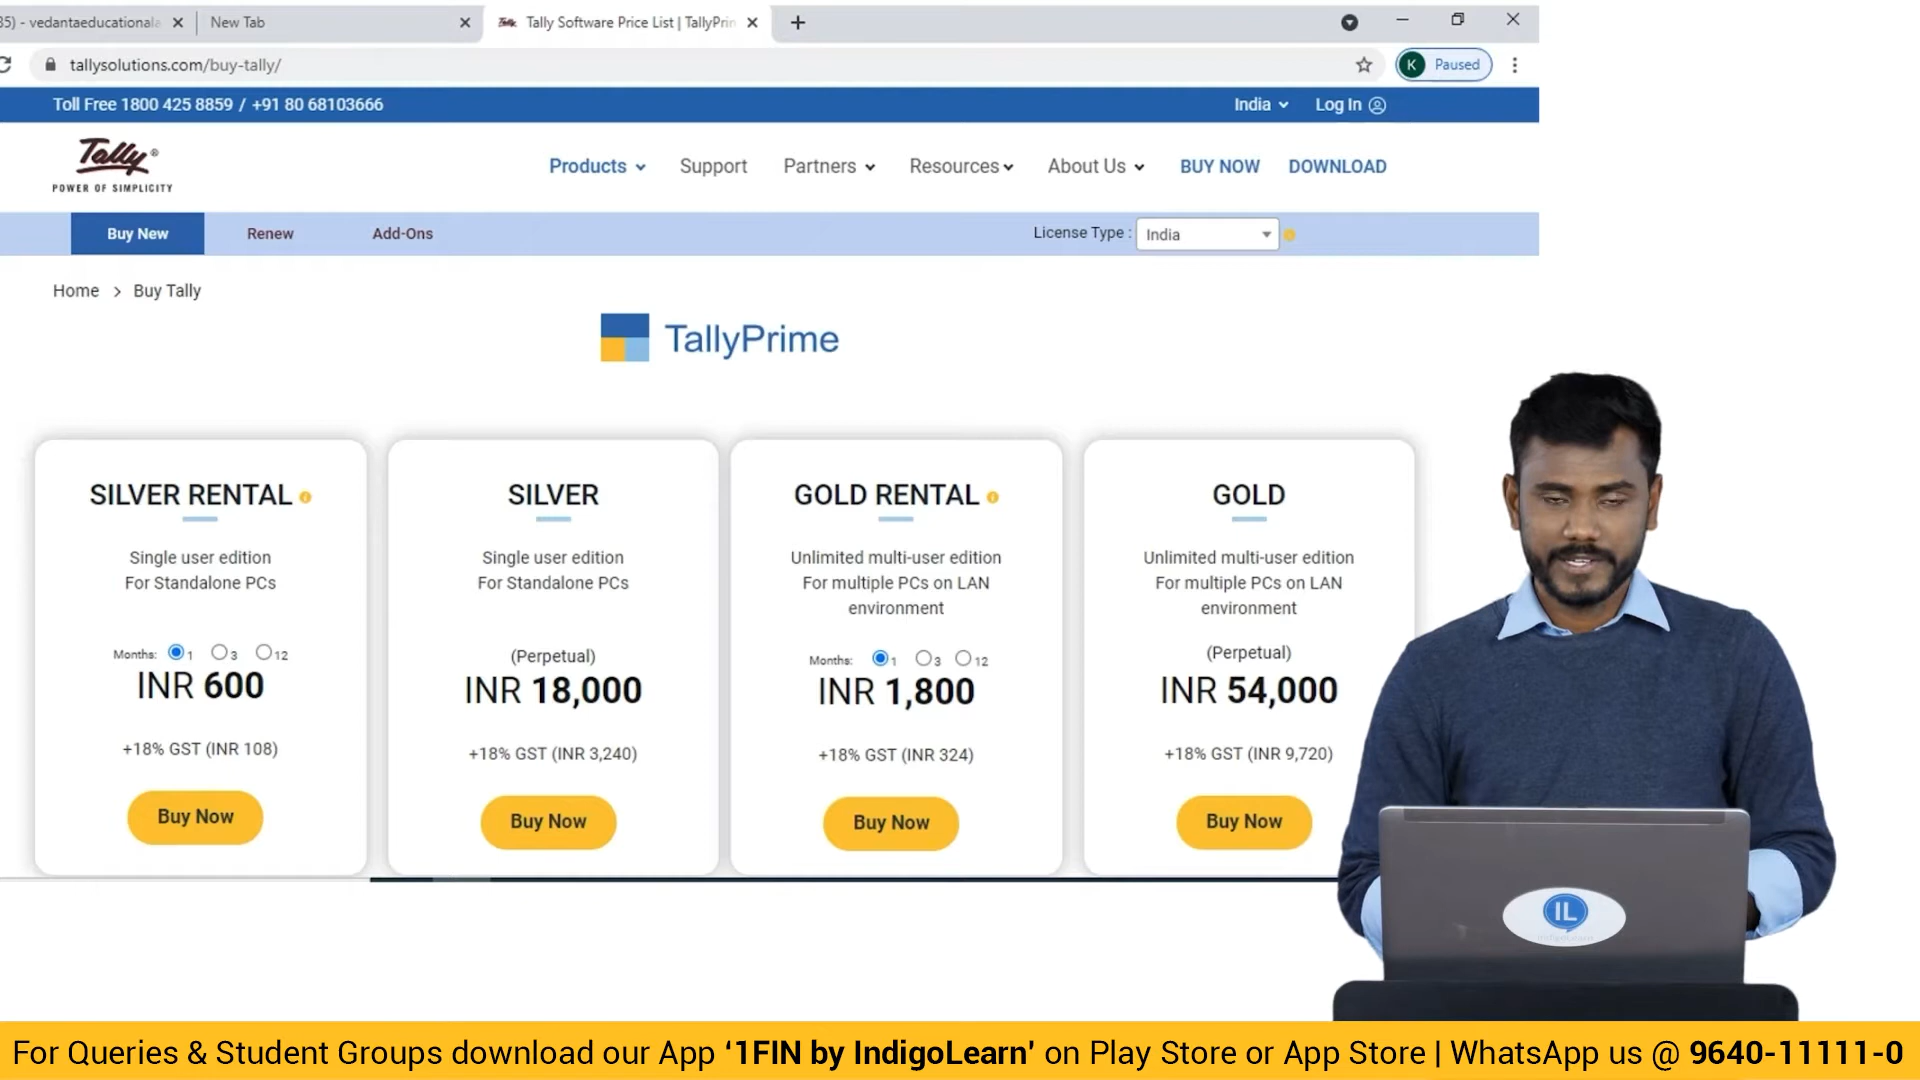 35) - vedantaeducationala
New Tab
Tally Software Price List | TallyPrim
tallysolutions.com/buy-tally/
K Paused
Toll Free 1800 425 8859 / +91 80 68103666
India
Log In
Tally®
POWER OF SIMPLICITY
Products
Support
Partners
Resources
About Us
BUY NOW
DOWNLOAD
Buy New
Renew
Add-Ons
License Type :
India
Home > Buy Tally
TallyPrime
SILVER RENTAL
Single user edition
For Standalone PCs
Months: 1 3 12
INR 600
+18% GST (INR 108)
Buy Now
SILVER
Single user edition
For Standalone PCs
(Perpetual)
INR 18,000
+18% GST (INR 3,240)
Buy Now
GOLD RENTAL
Unlimited multi-user edition
For multiple PCs on LAN
environment
Months: 1 3 12
INR 1,800
+18% GST (INR 324)
Buy Now
GOLD
Unlimited multi-user edition
For multiple PCs on LAN
environment
(Perpetual)
INR 54,000
+18% GST (INR 9,720)
Buy Now
IL
For Queries & Student Groups download our App ‘1FIN by IndigoLearn' on Play Store or App Store | WhatsApp us @ 9640-11111-0